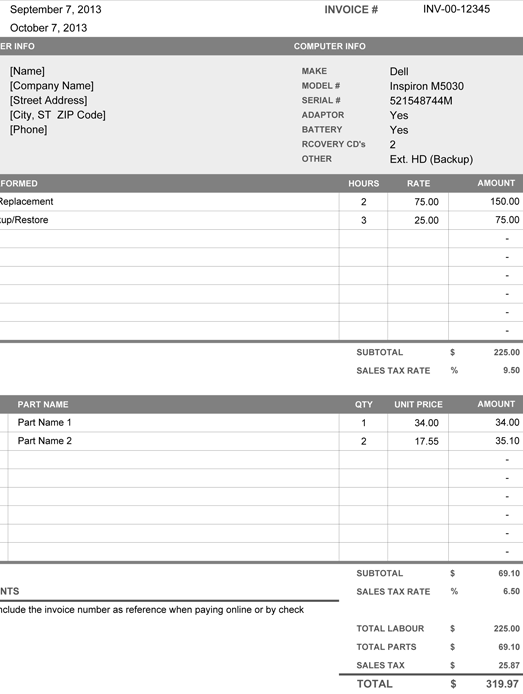 September 7, 2013 INVOICE # INV-00-12345
October 7, 2013
ER INFO COMPUTER INFO
[Name] MAKE Dell
[Company Name] MODEL # Inspiron M5030
[Street Address] SERIAL # 521548744M
[City, ST  ZIP Code] ADAPTOR Yes
[Phone] BATTERY Yes
RCOVERY CD's 2
OTHER Ext. HD (Backup)
FORMED HOURS RATE AMOUNT
Replacement 2 75.00 150.00
kup/Restore 3 25.00 75.00
-
-
-
-
-
-
SUBTOTAL $ 225.00
SALES TAX RATE % 9.50
PART NAME QTY UNIT PRICE AMOUNT
Part Name 1 1 34.00 34.00
Part Name 2 2 17.55 35.10
-
-
-
-
-
-
SUBTOTAL $ 69.10
NTS SALES TAX RATE % 6.50
nclude the invoice number as reference when paying online or by check
TOTAL LABOUR $ 225.00
TOTAL PARTS $ 69.10
SALES TAX $ 25.87
TOTAL $ 319.97